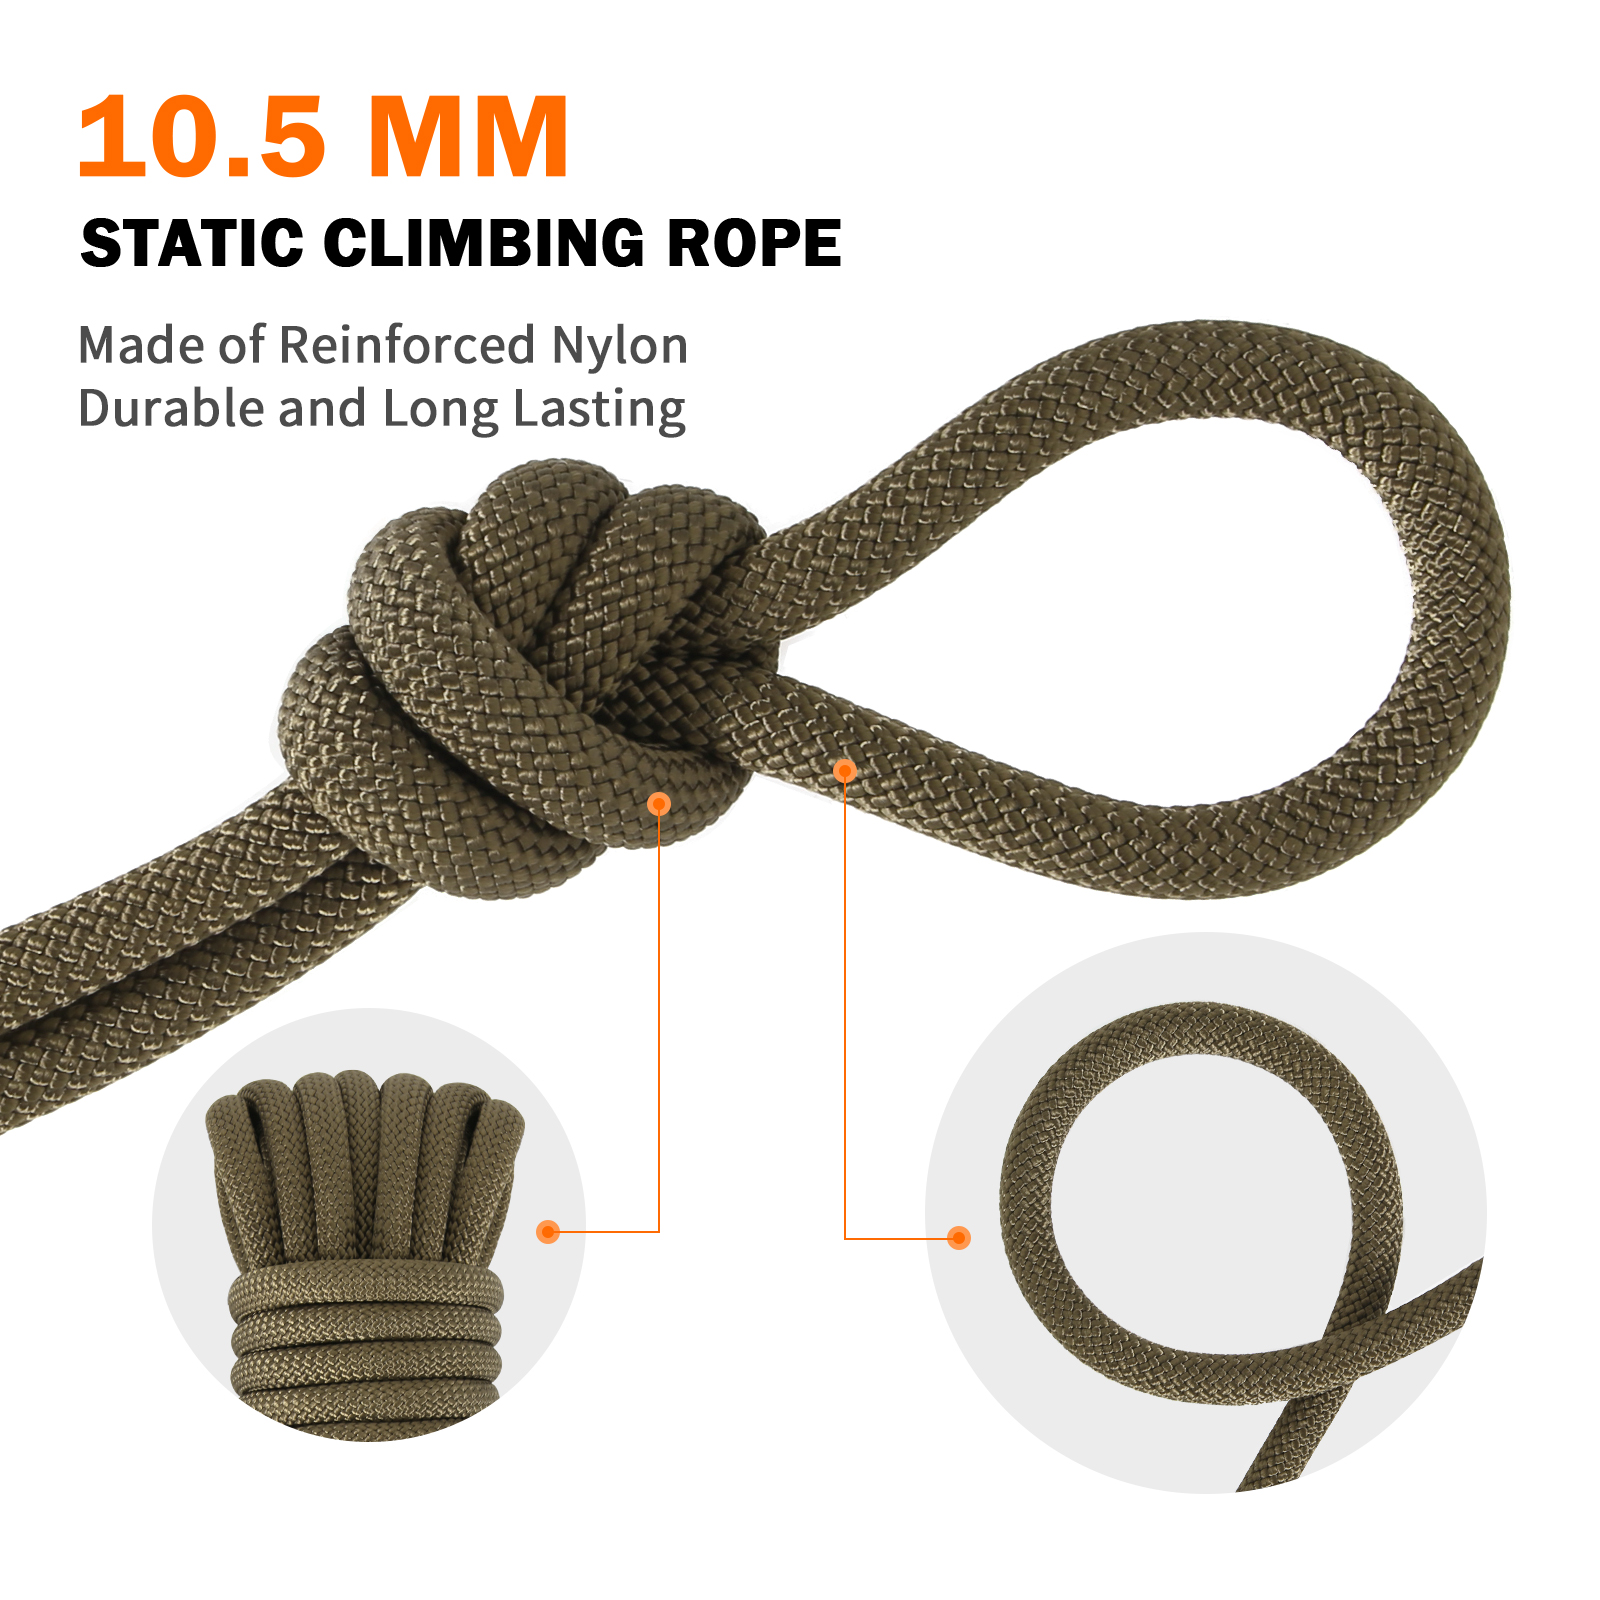 10.5 MM
STATIC CLIMBING ROPE
Made of Reinforced Nylon
Durable and Long Lasting